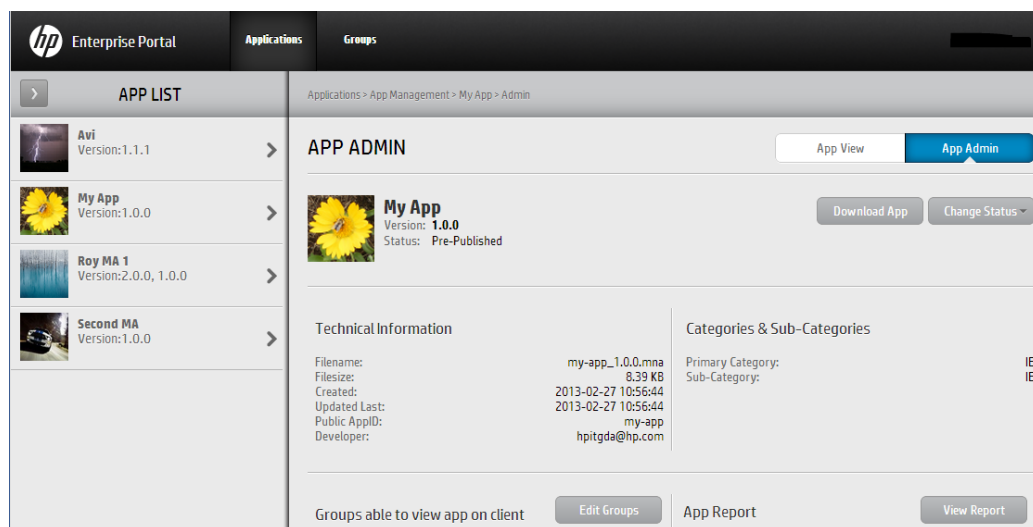 hp Enterprise Portal
Applications
Groups
APP LIST
Avi
Version:1.1.1
My App
Version:1.0.0
Roy MA 1
Version:2.0.0, 1.0.0
Second MA
Version:1.0.0
Applications > App Management > My App > Admin
APP ADMIN
App View
App Admin
My App
Version: 1.0.0
Status: Pre-Published
Download App
Change Status
Technical Information
Filename: my-app_1.0.0.mna
Filesize: 8.39 KB
Created: 2013-02-27 10:56:44
Updated Last: 2013-02-27 10:56:44
Public AppID: my-app
Developer: hpitgda@hp.com
Categories & Sub-Categories
Primary Category:
Sub-Category:
Groups able to view app on client
Edit Groups
App Report
View Report